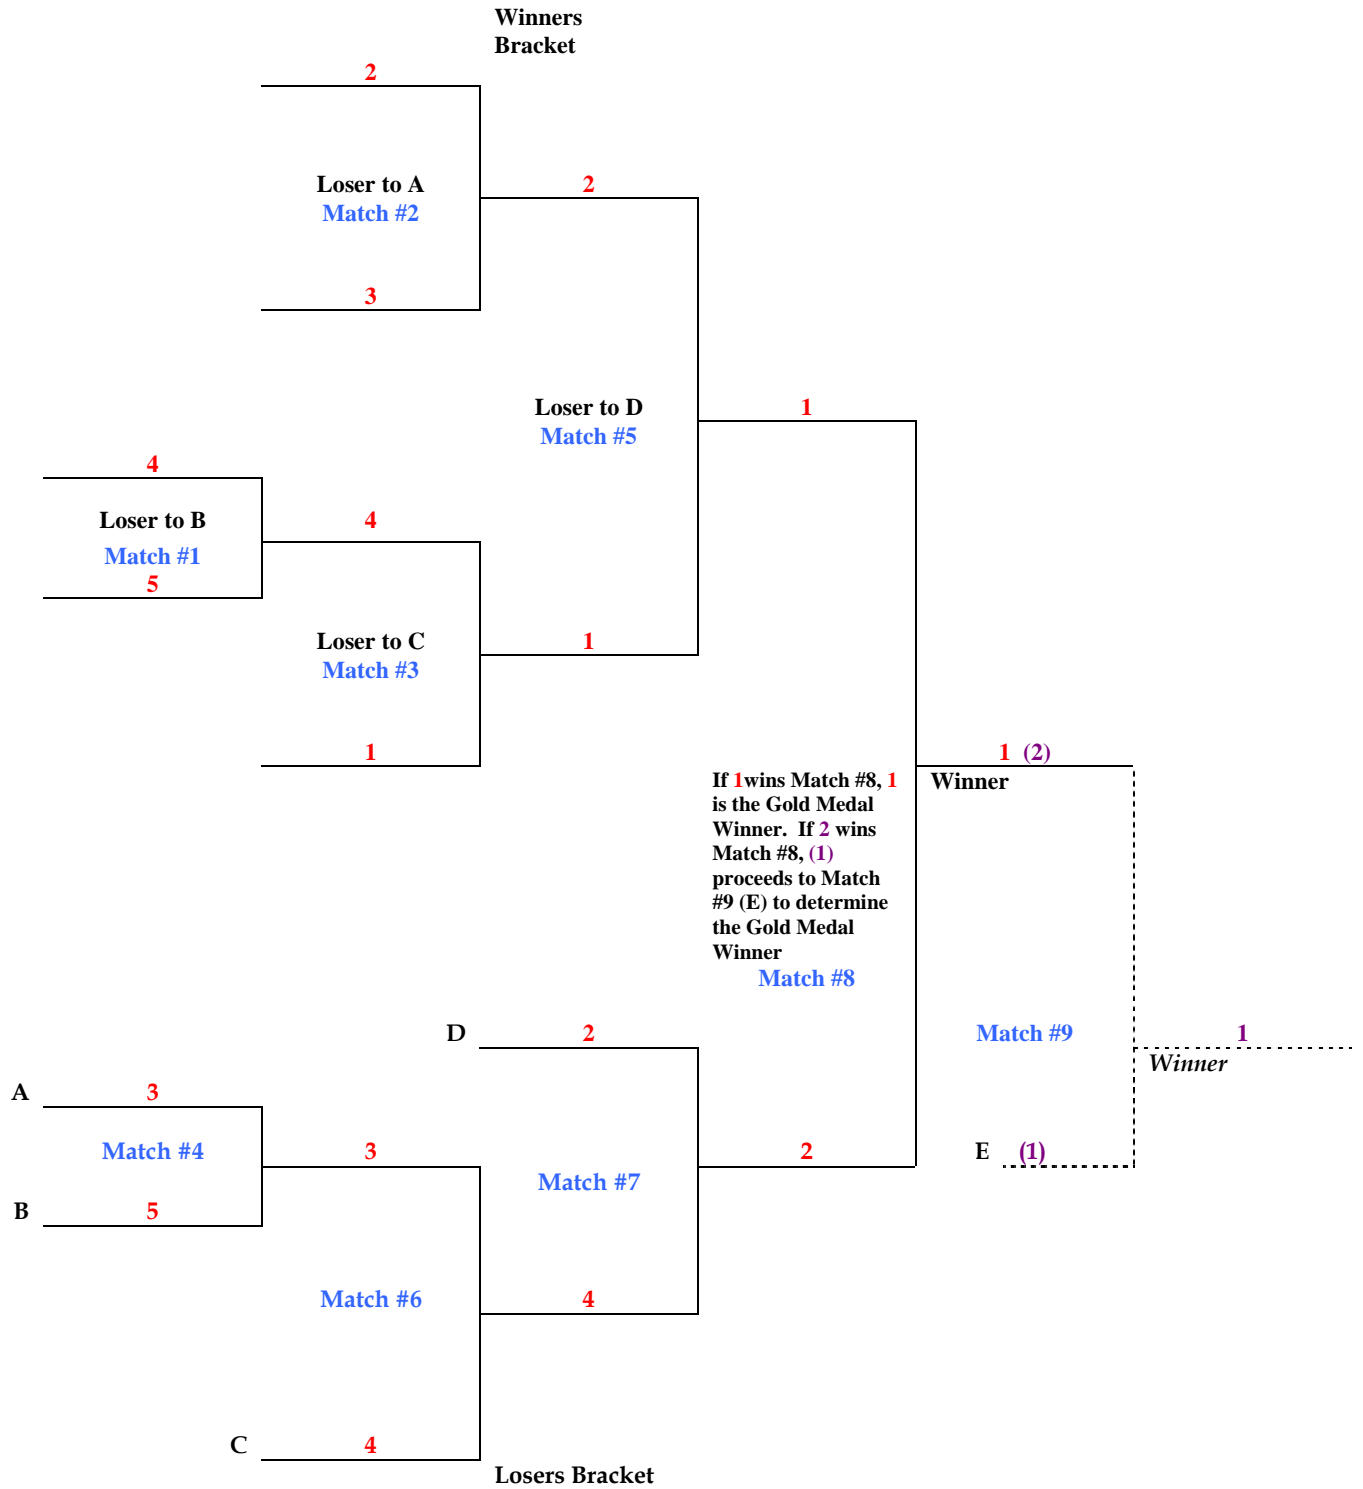 Winners
Bracket
2
Loser to A
Match #2
2
3
Loser to D
Match #5
1
4
Loser to B
Match #1
4
5
Loser to C
Match #3
1
1
1 (2)
Winner
If 1wins Match #8, 1
is the Gold Medal
Winner. If 2 wins
Match #8, (1)
proceeds to Match
#9 (E) to determine
the Gold Medal
Winner
Match #8
D 2
Match #9
1
Winner
A 3
Match #4
3
2
E (1)
Match #7
B 5
Match #6
4
C 4
Losers Bracket